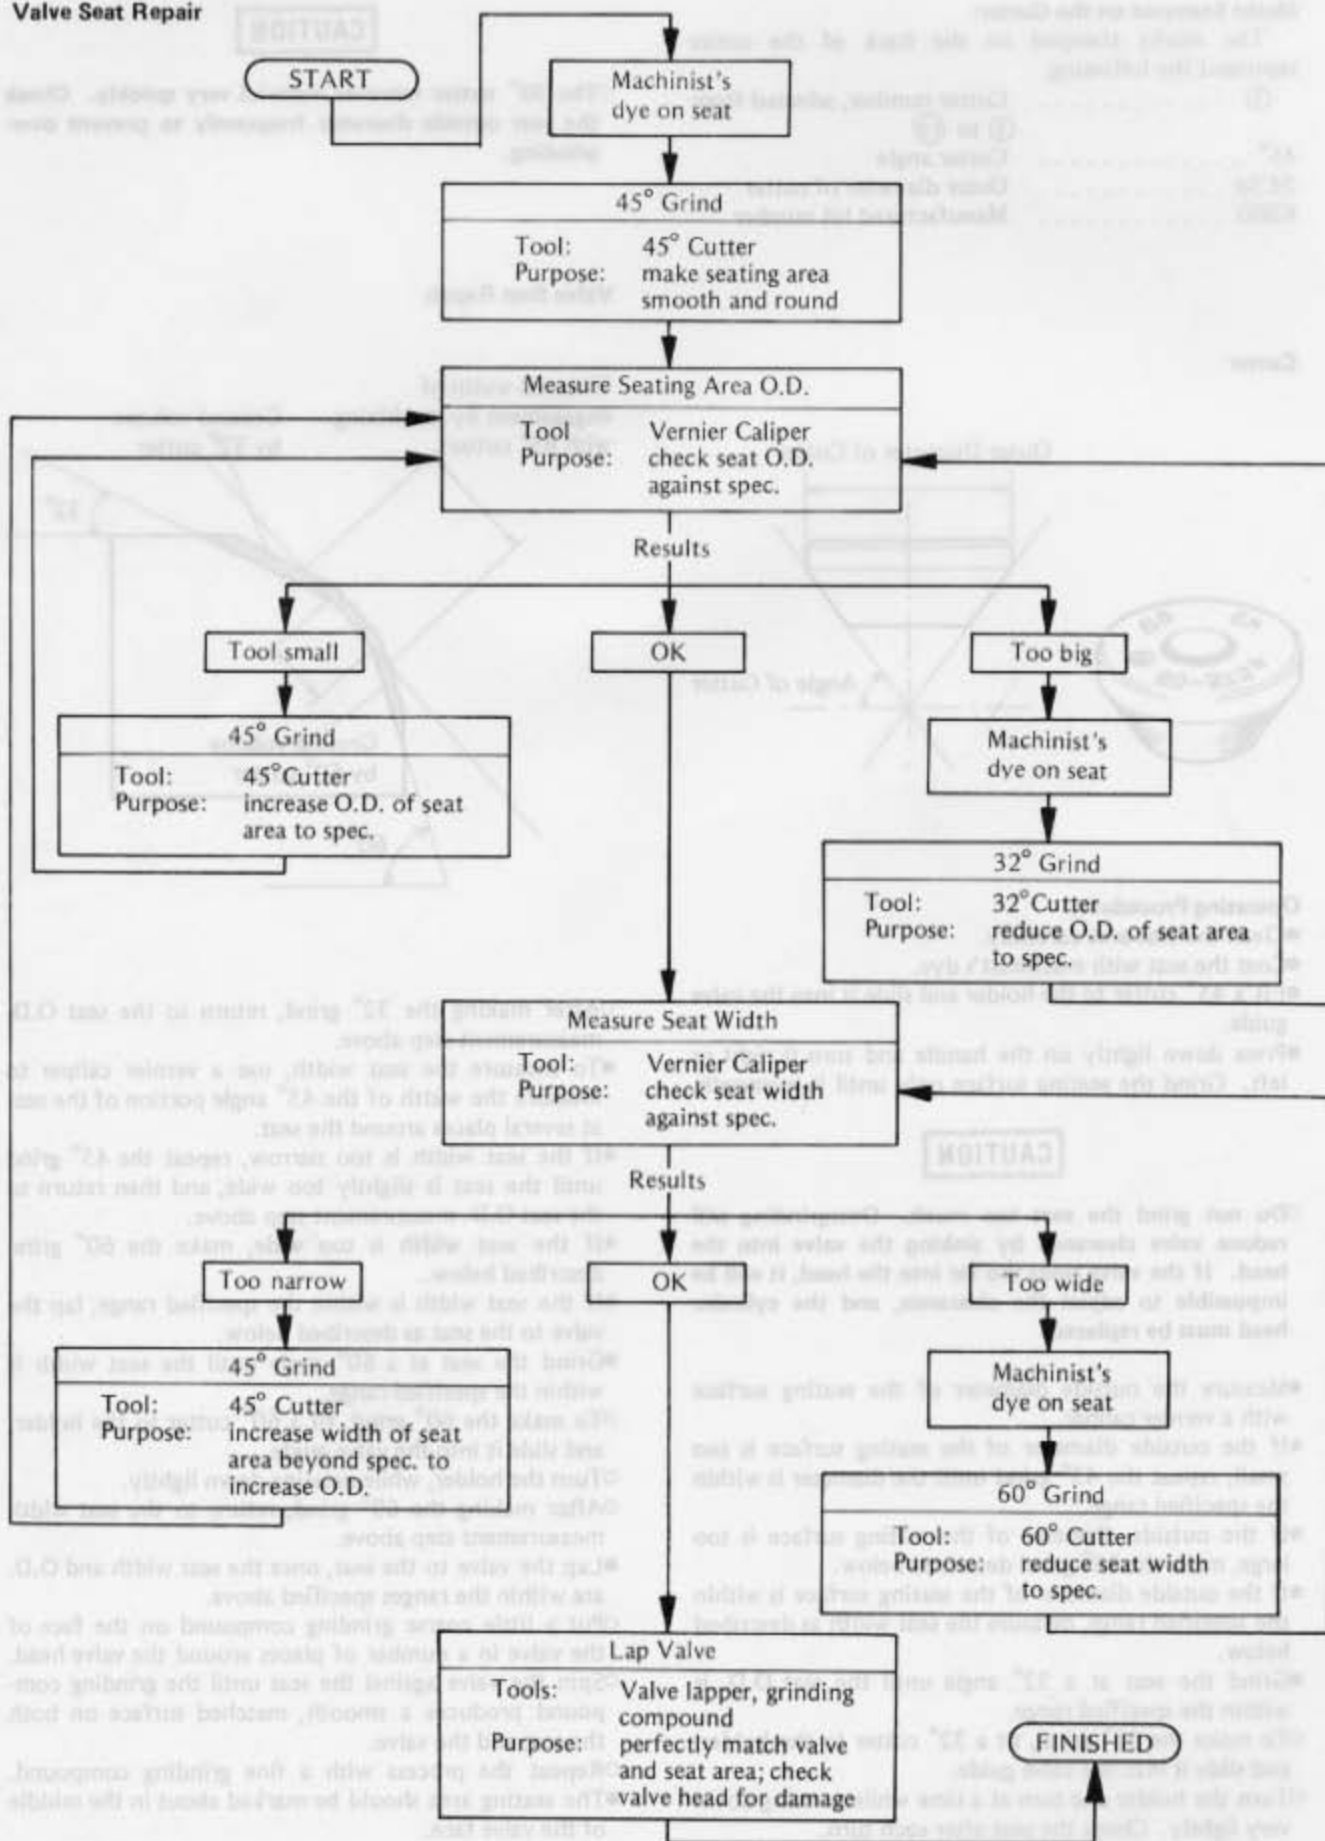 Valve Seat Repair
START
Machinist's
dye on seat
45° Grind
Tool: 45° Cutter
Purpose: make seating area
smooth and round
Measure Seating Area O.D.
Tool Vernier Caliper
Purpose: check seat O.D.
against spec.
Results
Tool small
OK
Too big
45° Grind
Tool: 45° Cutter
Purpose: increase O.D. of seat
area to spec.
Machinist's
dye on seat
32° Grind
Tool: 32° Cutter
Purpose: reduce O.D. of seat area
to spec.
Measure Seat Width
Tool: Vernier Caliper
Purpose: check seat width
against spec.
Results
Too narrow
OK
Too wide
45° Grind
Tool: 45° Cutter
Purpose: increase width of seat
area beyond spec. to
increase O.D.
Machinist's
dye on seat
60° Grind
Tool: 60° Cutter
Purpose: reduce seat width
to spec.
Lap Valve
Tools: Valve lapper, grinding
compound
Purpose: perfectly match valve
and seat area; check
valve head for damage
FINISHED